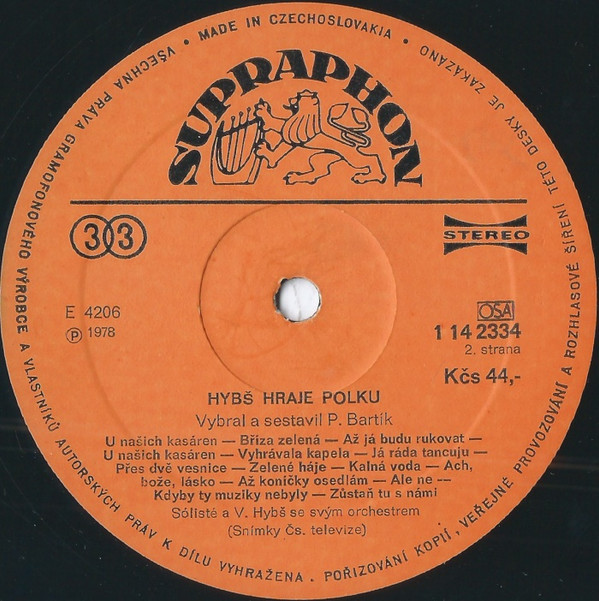 • MADE IN CZECHOSLOVAKIA •
VŠECHNA PRÁVA GRAMOFONOVÉHO VÝROBCE A VLASTNÍKŮ AUTORSKÝCH PRÁV K DÍLU VYHRAŽENA. POŘIZOVÁNÍ KOPIÍ, VEŘEJNÉ PROVOZOVÁNÍ A ROZHLASOVÉ ŠÍŘENÍ TÉTO DESKY JE ZAKÁZÁNO
SUPRAPHON
33
STEREO
E 4206
℗ 1978
OSA
1 14 2334
2. strana
Kčs 44,-
HYBŠ HRAJE POLKU
Vybral a sestavil P. Bartík
U našich kasáren — Bříza zelená — Až já budu rukovat —
U našich kasáren — Vyhrávala kapela — Já ráda tancuju —
Přes dvě vesnice — Zelené háje — Kalná voda — Ach,
bože, lásko — Až koníčky osedlám — Ale ne —
Kdyby ty muziky nebyly — Zůstaň tu s námi
Sólisté a V. Hybš se svým orchestrem
(Snímky Čs. televize)